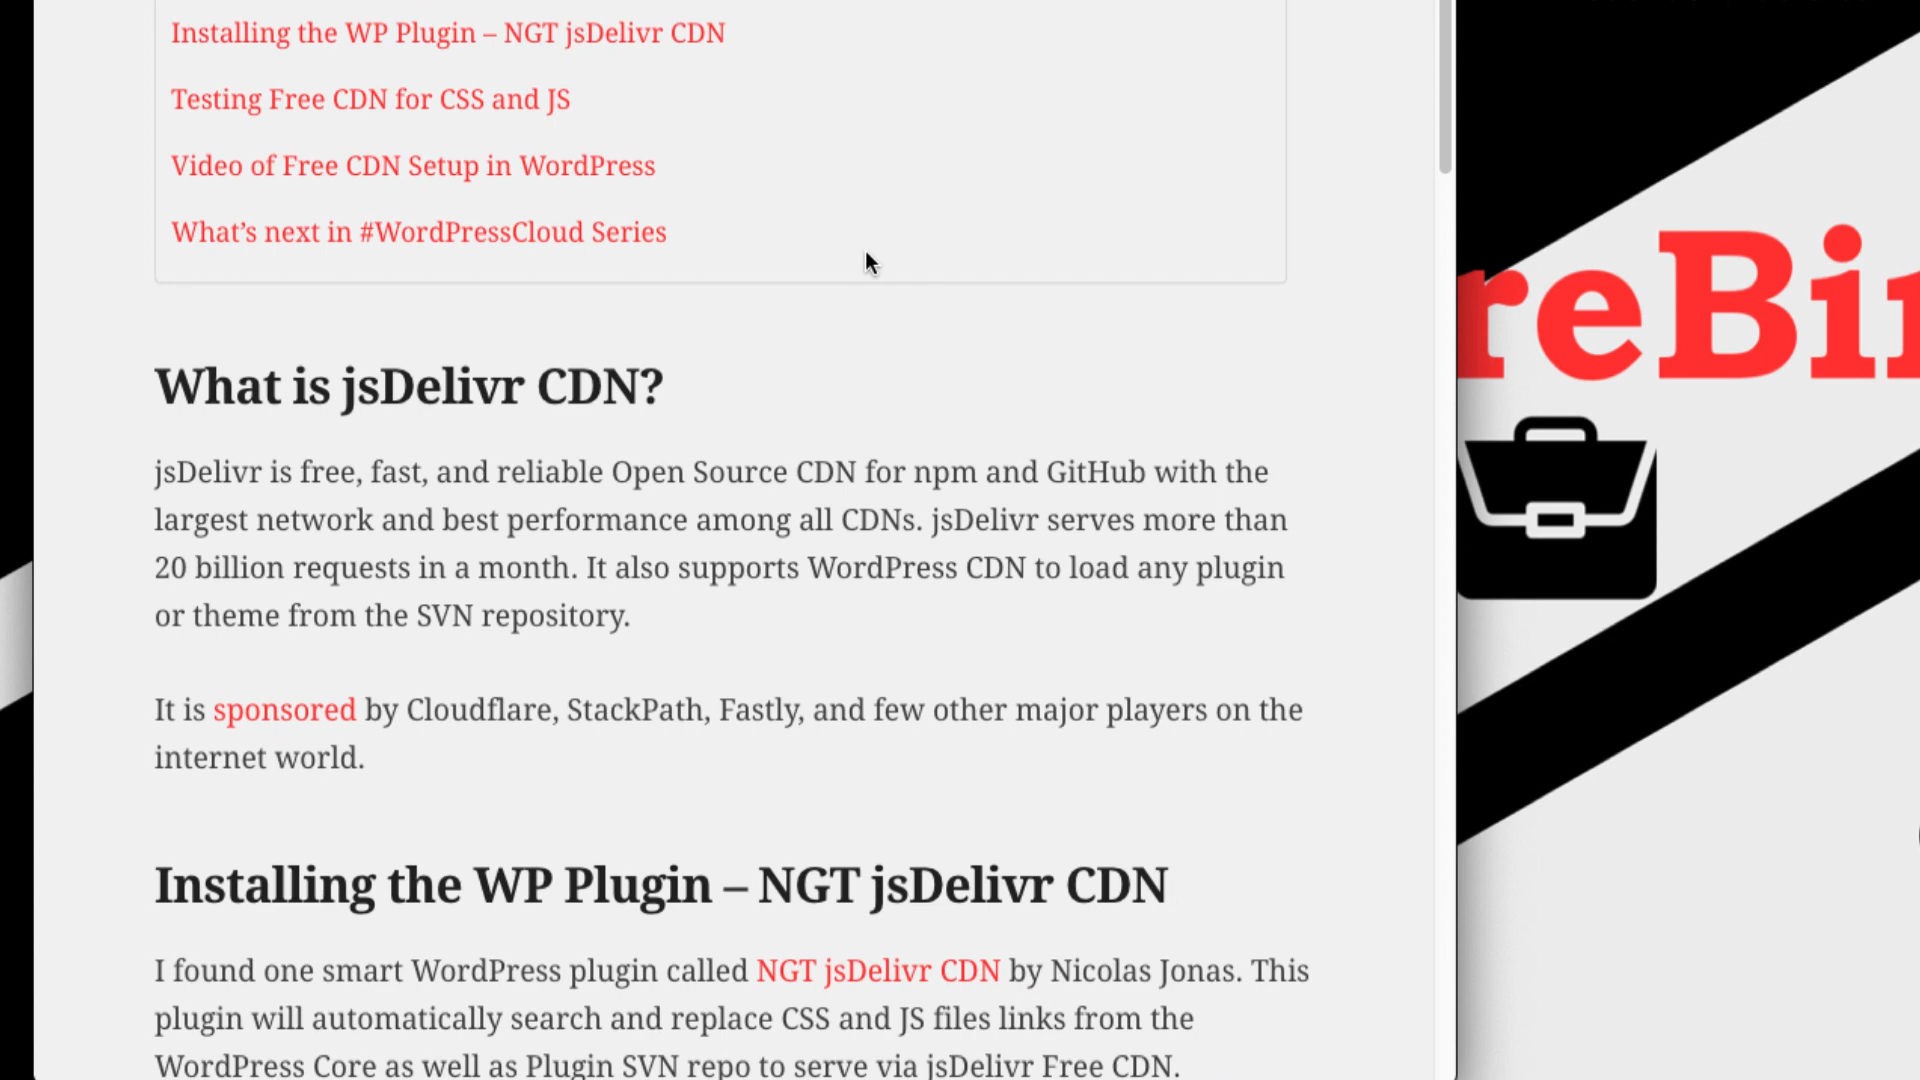 Installing the WP Plugin – NGT jsDelivr CDN
Testing Free CDN for CSS and JS
Video of Free CDN Setup in WordPress
What’s next in #WordPressCloud Series
What is jsDelivr CDN?
jsDelivr is free, fast, and reliable Open Source CDN for npm and GitHub with the
largest network and best performance among all CDNs. jsDelivr serves more than
20 billion requests in a month. It also supports WordPress CDN to load any plugin
or theme from the SVN repository.
It is sponsored by Cloudflare, StackPath, Fastly, and few other major players on the
internet world.
Installing the WP Plugin – NGT jsDelivr CDN
I found one smart WordPress plugin called NGT jsDelivr CDN by Nicolas Jonas. This
plugin will automatically search and replace CSS and JS files links from the
WordPress Core as well as Plugin SVN repo to serve via jsDelivr Free CDN.